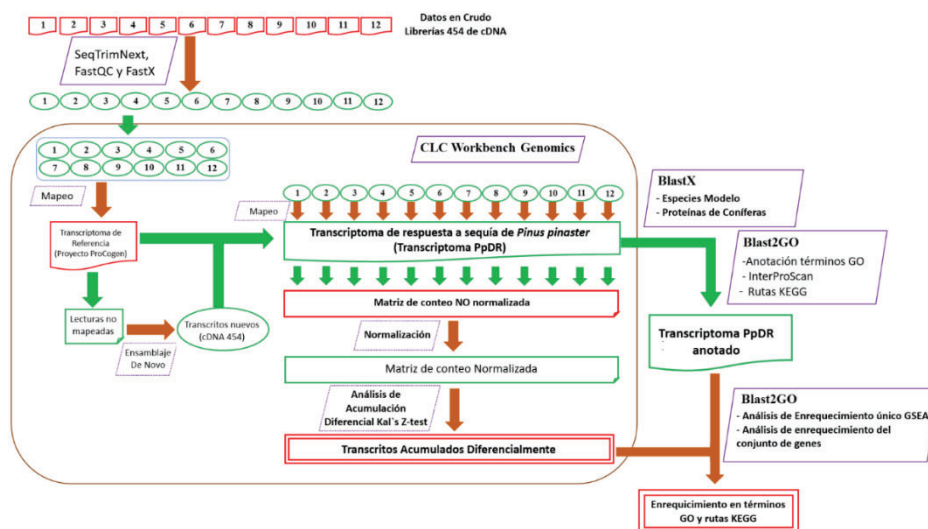 1 2 3 4 5 6 7 8 9 10 11 12
Datos en Crudo
Librerías 454 de cDNA
SeqTrimNext,
FastQC y FastX
1 2 3 4 5 6 7 8 9 10 11 12
CLC Workbench Genomics
1 2 3 4 5 6
7 8 9 10 11 12
Mapeo
Transcriptoma de
Referencia
(Proyecto ProCogen)
Lecturas no
mapeadas
Ensamblaje
De Novo
Transcritos nuevos
(cDNA 454)
1 2 3 4 5 6 7 8 9 10 11 12
Mapeo
Transcriptoma de respuesta a sequía de Pinus pinaster
(Transcriptoma PpDR)
Matriz de conteo NO normalizada
Normalización
Matriz de conteo Normalizada
Análisis de
Acumulación
Diferencial Kal`s Z-test
Transcritos Acumulados Diferencialmente
BlastX
- Especies Modelo
- Proteínas de Coníferas
Blast2GO
-Anotación términos GO
- InterProScan
- Rutas KEGG
Transcriptoma PpDR
anotado
Blast2GO
- Análisis de Enrequecimiento único GSEA
- Análisis de enrequecimiento del
conjunto de genes
Enrequicimiento en términos
GO y rutas KEGG